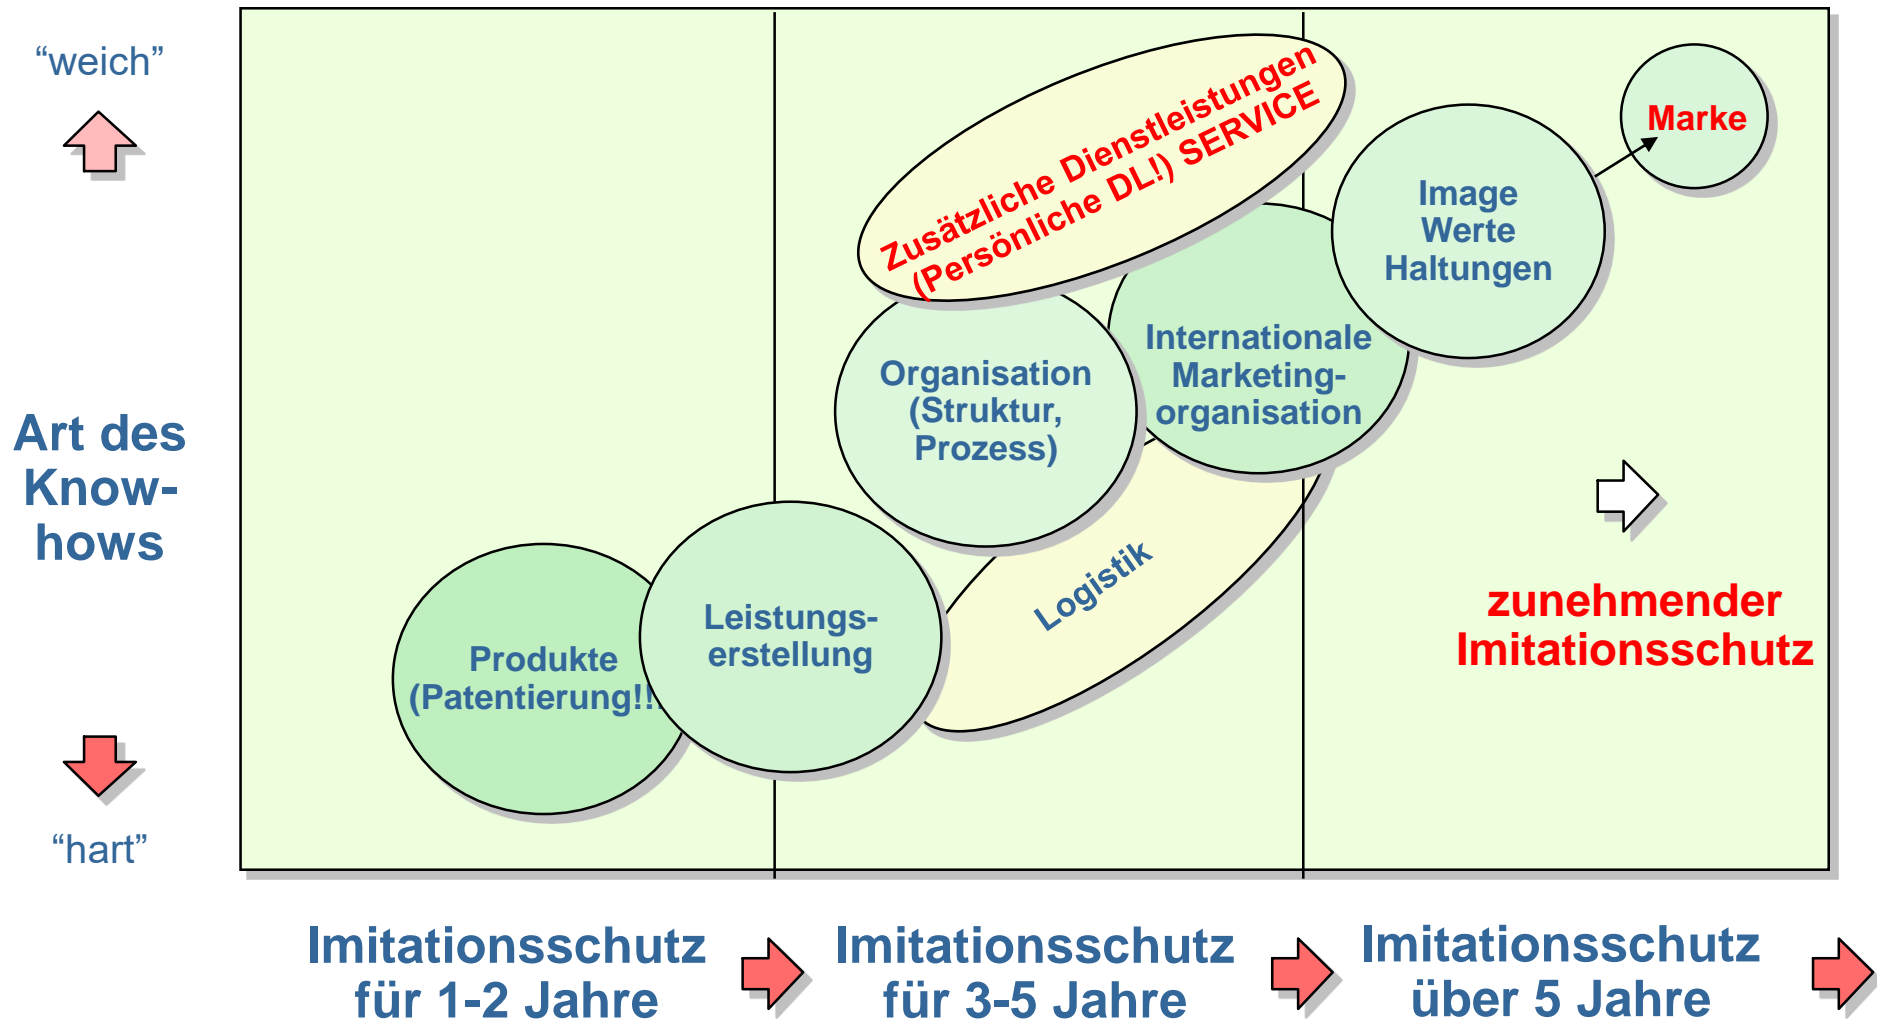 “weich”
Art des
Know-
hows
“hart”
Zusätzliche Dienstleistungen
(Persönliche DL!) SERVICE
Marke
Image
Werte
Haltungen
Internationale
Marketing-
organisation
Organisation
(Struktur,
Prozess)
Logistik
Leistungs-
erstellung
Produkte
(Patentierung!!!
zunehmender
Imitationsschutz
Imitationsschutz
für 1-2 Jahre
Imitationsschutz
für 3-5 Jahre
Imitationsschutz
über 5 Jahre